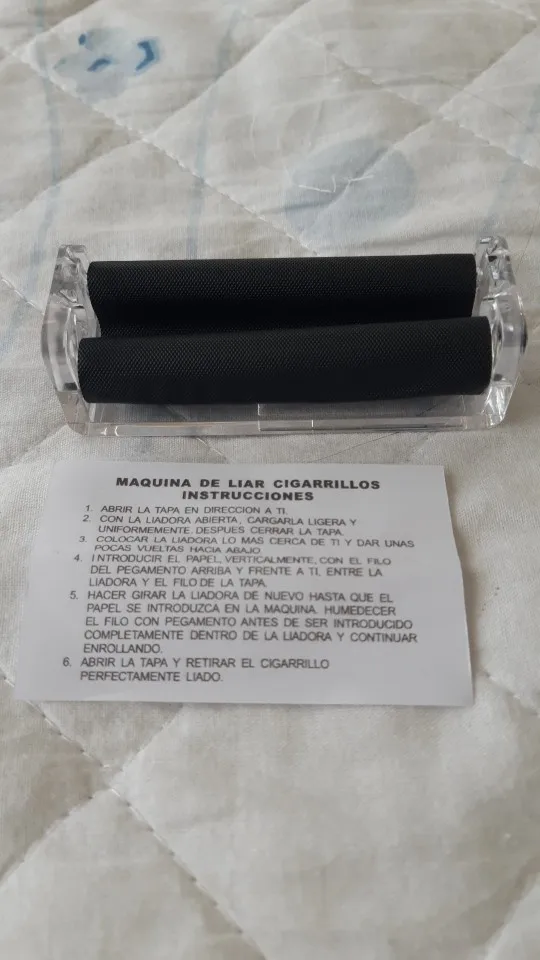 MAQUINA DE LIAR CIGARRILLOS
INSTRUCCIONES
1. ABRIR LA TAPA EN DIRECCION A TI.
2. CON LA LIADORA ABIERTA, CARGARLA LIGERA Y
UNIFORMEMENTE. DESPUES CERRAR LA TAPA.
3. COLOCAR LA LIADORA LO MAS CERCA DE TI Y DAR UNAS
POCAS VUELTAS HACIA ABAJO
4. INTRODUCIR EL PAPEL, VERTICALMENTE, CON EL FILO
DEL PEGAMENTO ARRIBA Y FRENTE A TI, ENTRE LA
LIADORA Y EL FILO DE LA TAPA.
5. HACER GIRAR LA LIADORA DE NUEVO HASTA QUE EL
PAPEL SE INTRODUZCA EN LA MAQUINA. HUMEDECER
EL FILO CON PEGAMENTO ANTES DE SER INTRODUCIDO
COMPLETAMENTE DENTRO DE LA LIADORA Y CONTINUAR
ENROLLANDO.
6. ABRIR LA TAPA Y RETIRAR EL CIGARRILLO
PERFECTAMENTE LIADO.